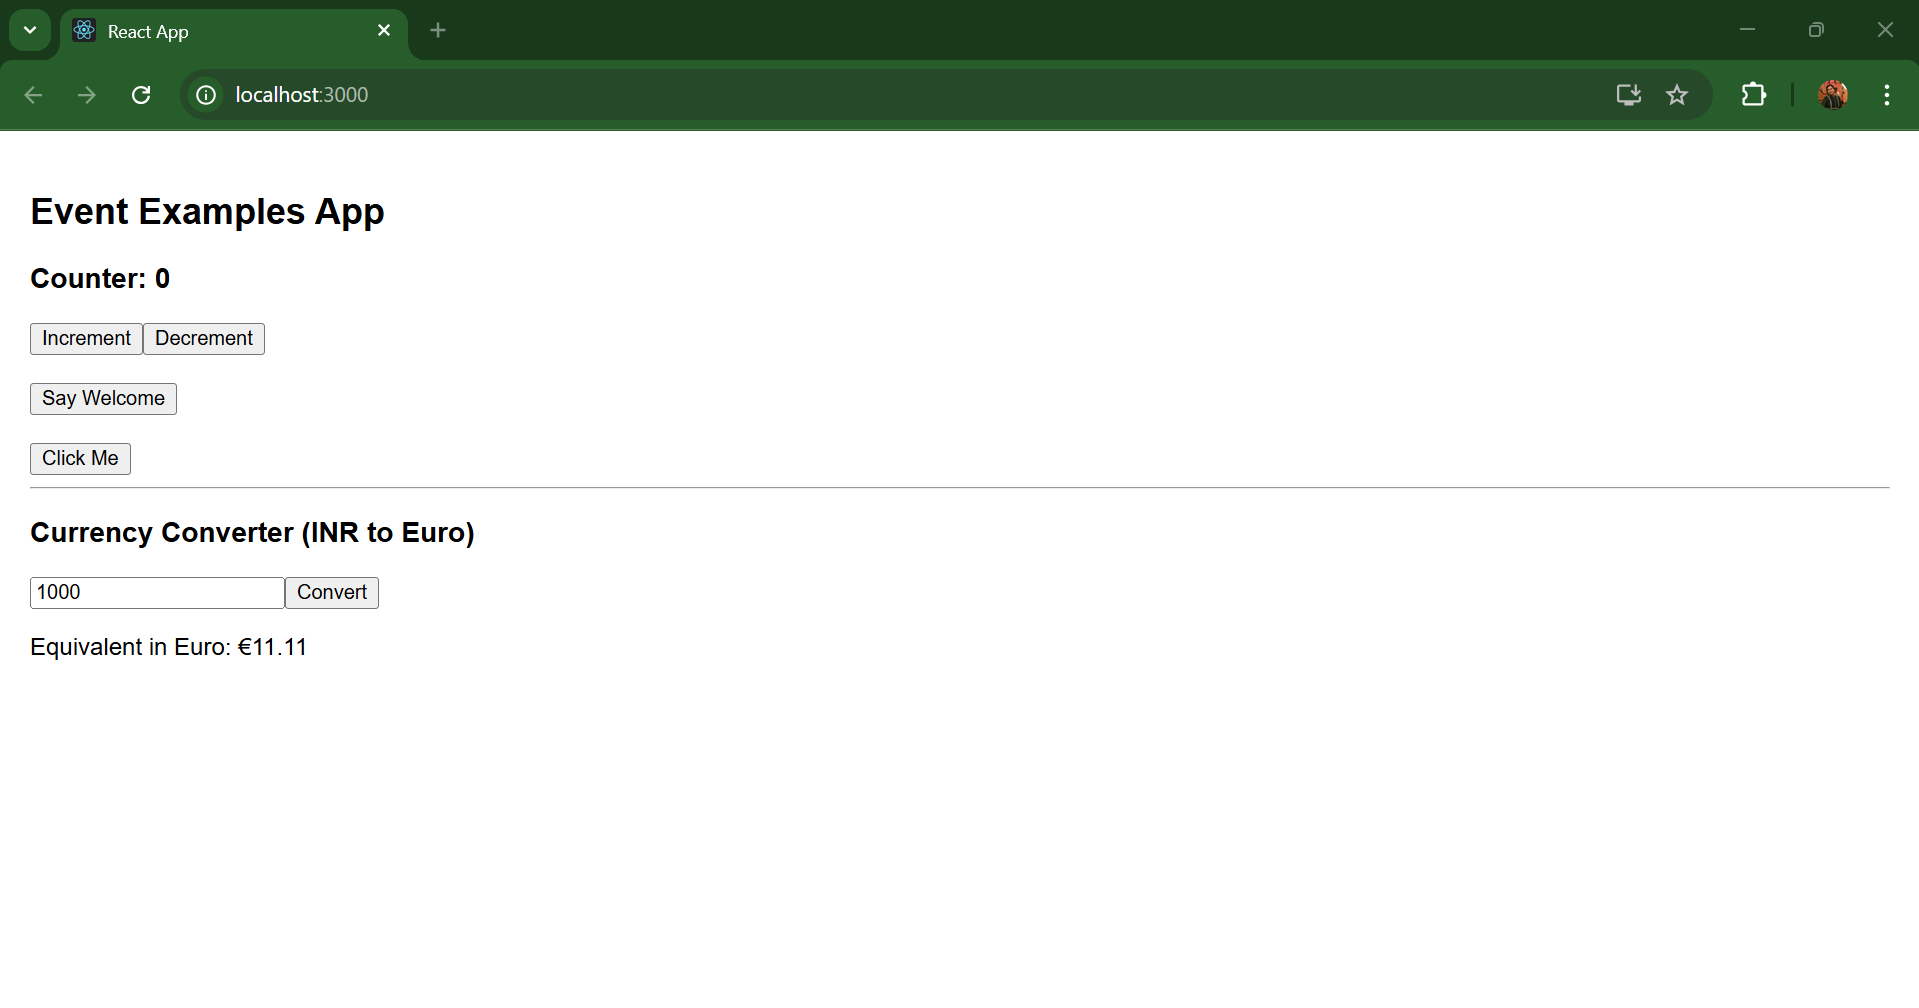 React App
localhost:3000
Event Examples App
Counter: 0
Increment Decrement
Say Welcome
Click Me
Currency Converter (INR to Euro)
1000 Convert
Equivalent in Euro: €11.11